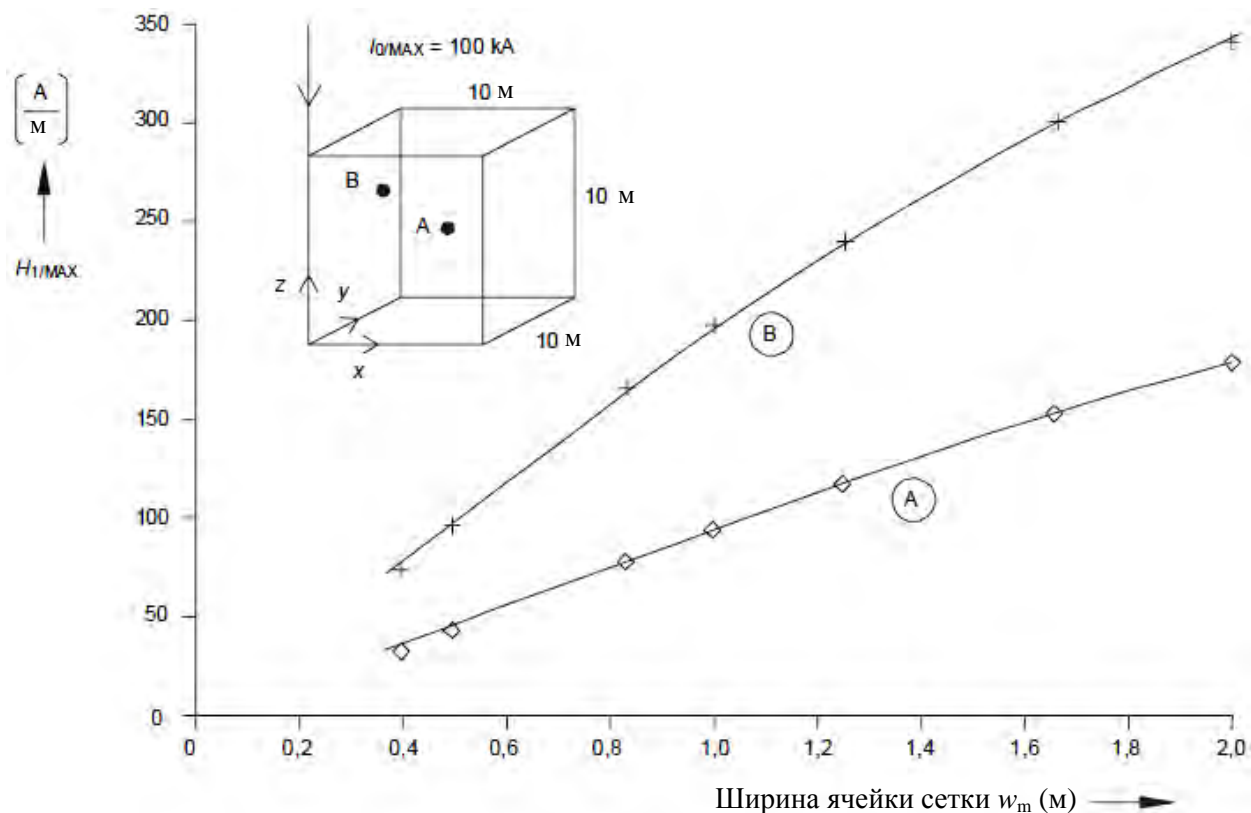 350
300
250
200
150
100
50
0
[A/м]
H1/MAX
I0/MAX = 100 kA
10 м
10 м
10 м
B
A
z
y
x
B
A
0 0,2 0,4 0,6 0,8 1,0 1,2 1,4 1,6 1,8 2,0
Ширина ячейки сетки wm (м)